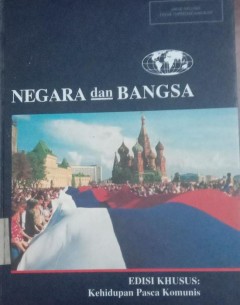 NEGARA dan BANGSA
EDISI KHUSUS:
Kehidupan Pasca Komunis